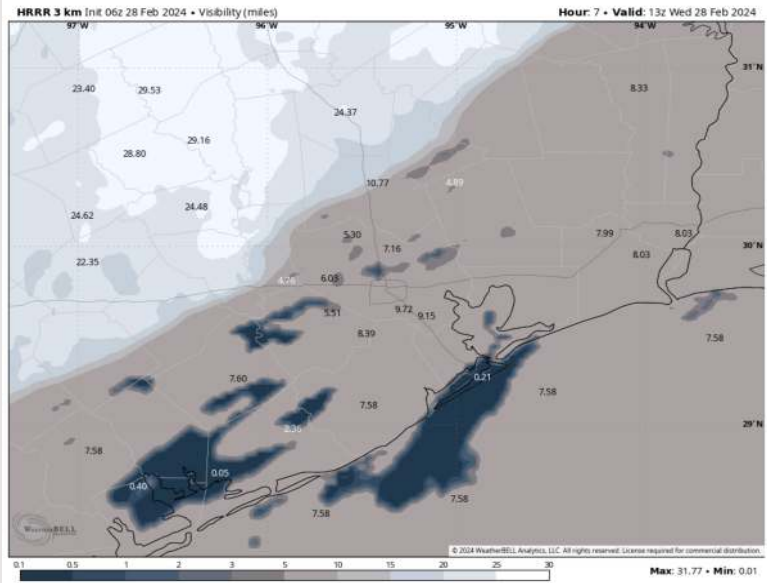 HRRR 3 km Init 06z 28 Feb 2024 • Visibility (miles)
Hour: 7 • Valid: 13z Wed 28 Feb 2024
97°W 96°W 95°W 94°W
31°N
23.40 29.53 8.33
24.37
29.16
28.80
10.77 4.89
24.62 24.48
5.30 7.99 8.03
7.16 30°N
8.03
22.35
6.03
9.72
5.51 9.15
8.39 7.58
7.60 0.21
7.58 7.58
2.35 29°N
7.58
0.05
0.40
7.58
7.58
WeatherBELL
© 2024 WeatherBELL Analytics, LLC. All rights reserved. License required for commercial distribution.
0.1 0.5 1 2 3 5 10 15 20 25 30
Max: 31.77 • Min: 0.01